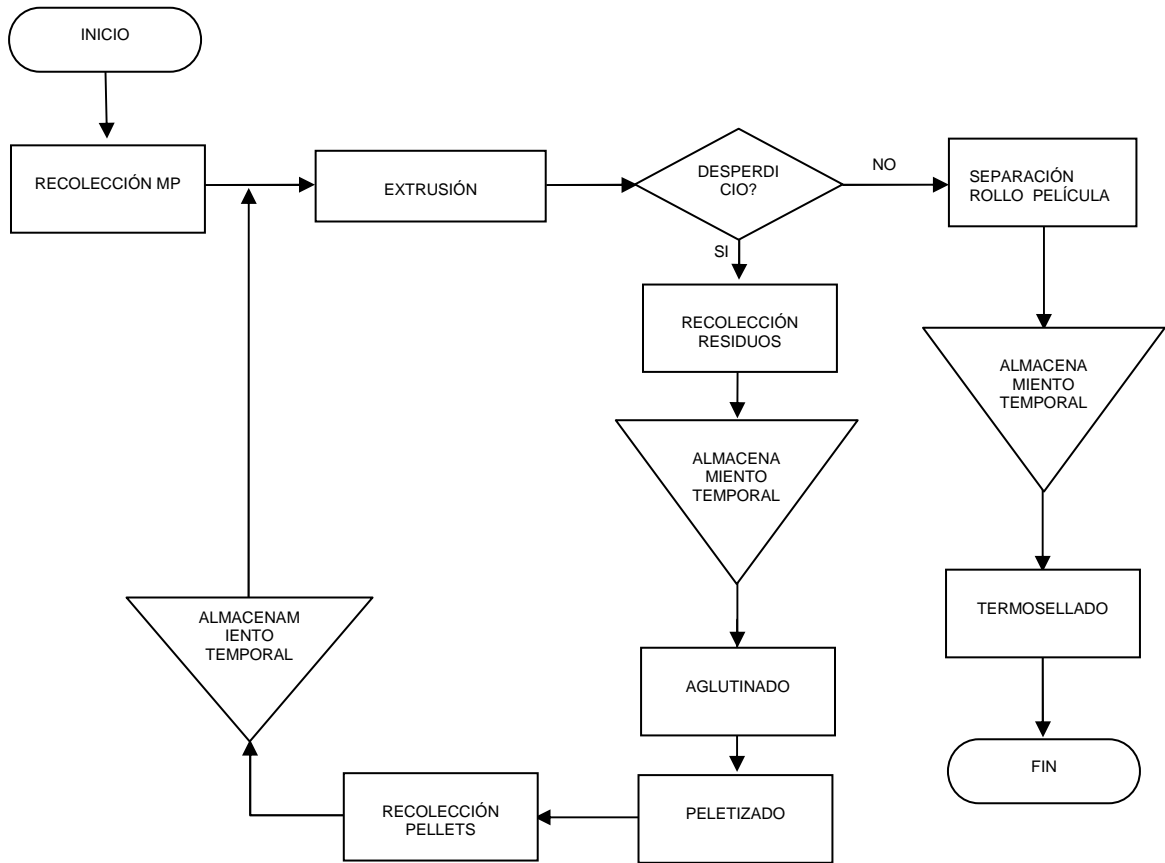 INICIO
RECOLECCIÓN MP
EXTRUSIÓN
DESPERDI
CIO?
NO
SEPARACIÓN
ROLLO PELÍCULA
SI
RECOLECCIÓN
RESIDUOS
ALMACENA
MIENTO
TEMPORAL
ALMACENA
MIENTO
TEMPORAL
ALMACENAM
IENTO
TEMPORAL
TERMOSELLADO
AGLUTINADO
FIN
RECOLECCIÓN
PELLETS
PELETIZADO